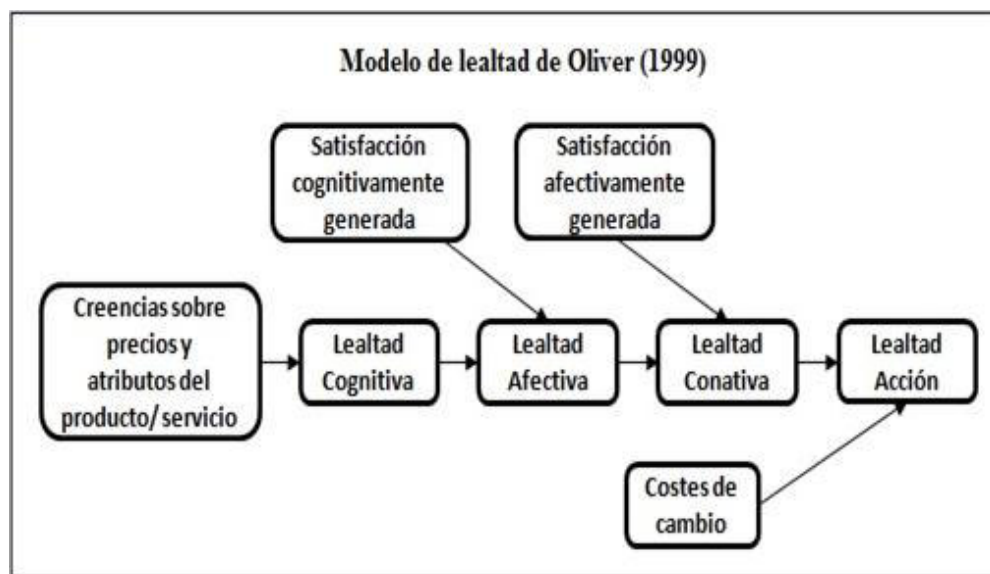 Modelo de lealtad de Oliver (1999)
Satisfacción
cognitivamente
generada
Satisfacción
afectivamente
generada
Creencias sobre
precios y
atributos del
producto/ servicio
Lealtad
Cognitiva
Lealtad
Afectiva
Lealtad
Conativa
Lealtad
Acción
Costes de
cambio